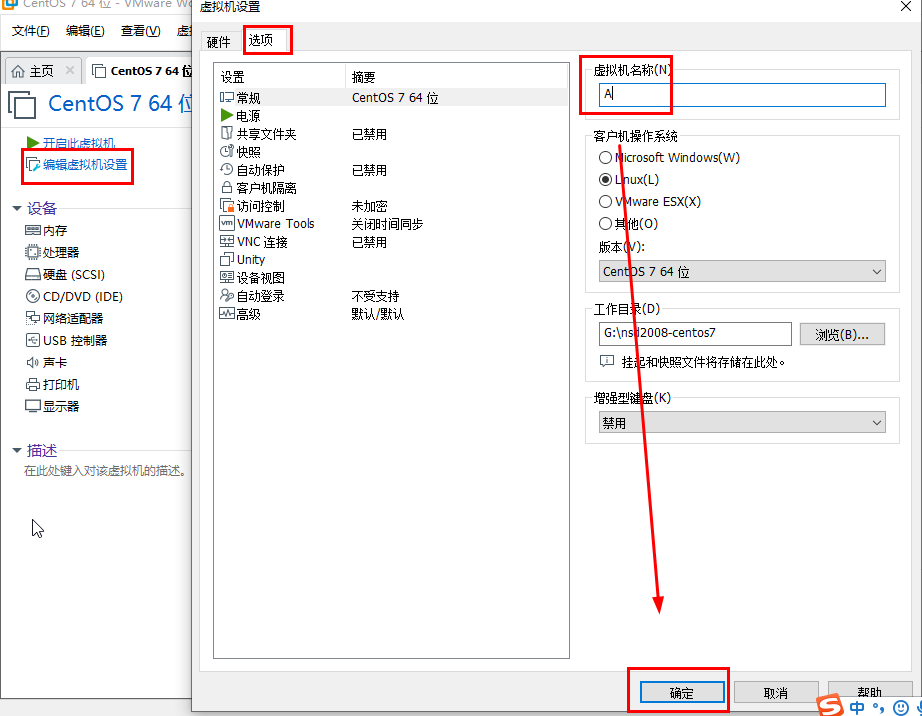 CentOS 7 64 位 - VMware Wo
文件(F) 编辑(E) 查看(V) 虚
主页
CentOS 7 64 位
CentOS 7 64 位
开启此虚拟机
编辑虚拟机设置
设备
内存
处理器
硬盘 (SCSI)
CD/DVD (IDE)
网络适配器
USB 控制器
声卡
打印机
显示器
描述
在此处键入对该虚拟机的描述。
虚拟机设置
硬件 选项
设置 摘要
常规 CentOS 7 64 位
电源
共享文件夹 已禁用
快照
自动保护 已禁用
客户机隔离
访问控制 未加密
VMware Tools 关闭时间同步
VNC 连接 已禁用
Unity
设备视图
自动登录 不受支持
高级 默认/默认
虚拟机名称(N)
A
客户机操作系统
Microsoft Windows(W)
Linux(L)
VMware ESX(X)
其他(O)
版本(V):
CentOS 7 64 位
工作目录(D)
G:\nsd2008-centos7 浏览(B)...
挂起和快照文件将存储在此处。
增强型键盘(K)
禁用
确定 取消 帮助
中